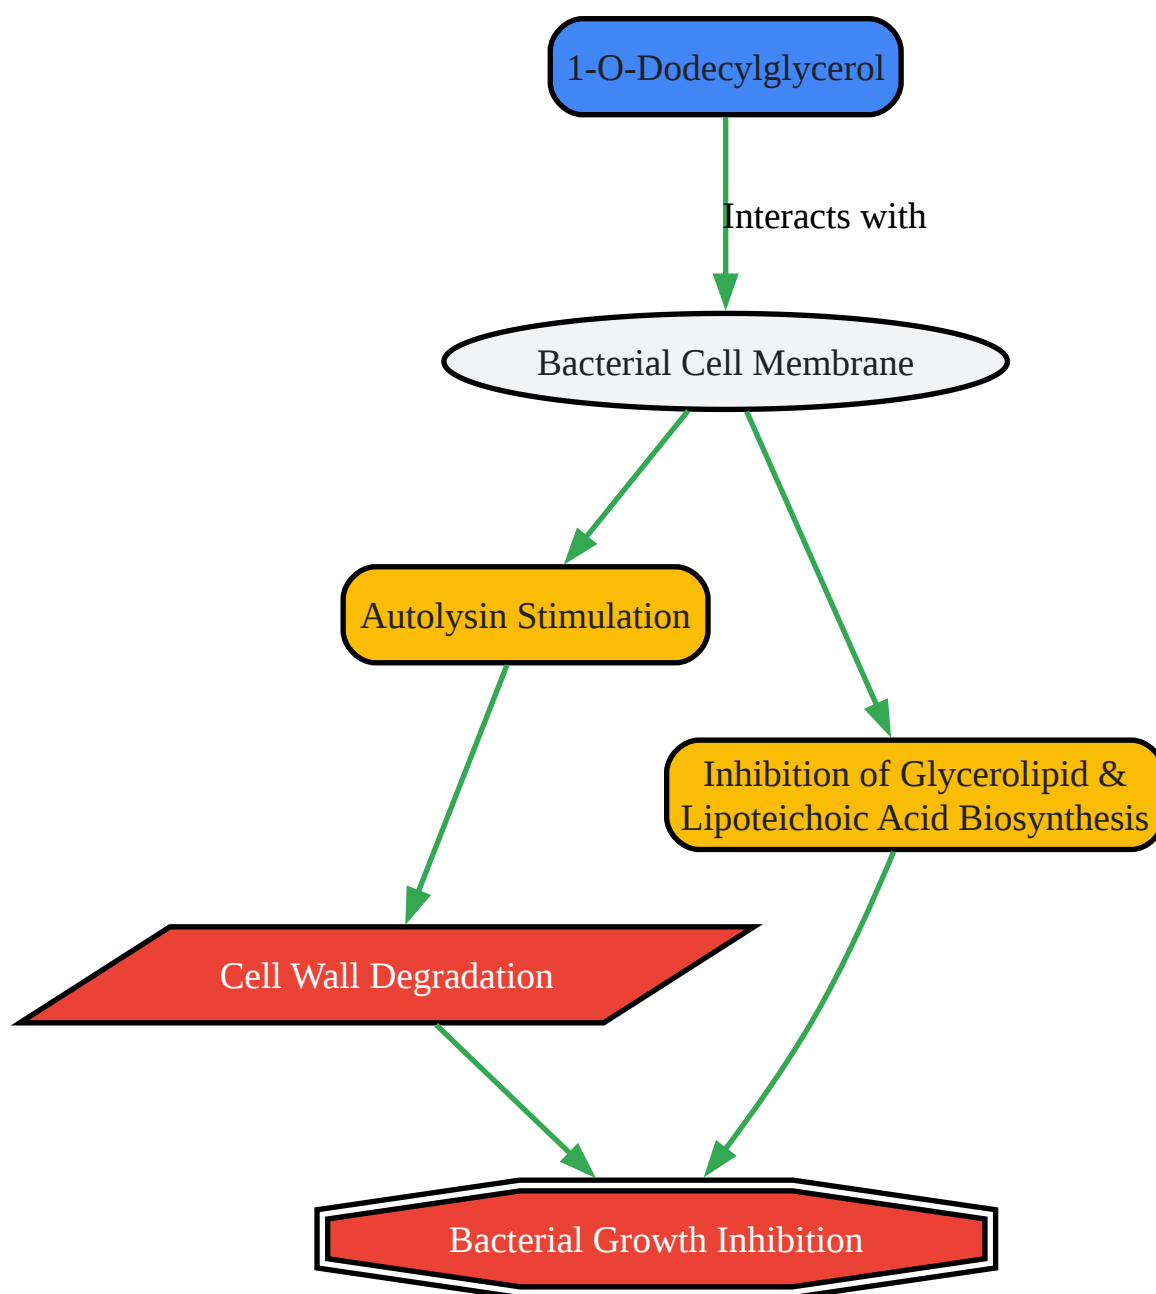 1-O-Dodecylglycerol
Interacts with
Bacterial Cell Membrane
Autolysin Stimulation
Inhibition of Glycerolipid &
Lipoteichoic Acid Biosynthesis
Cell Wall Degradation
Bacterial Growth Inhibition